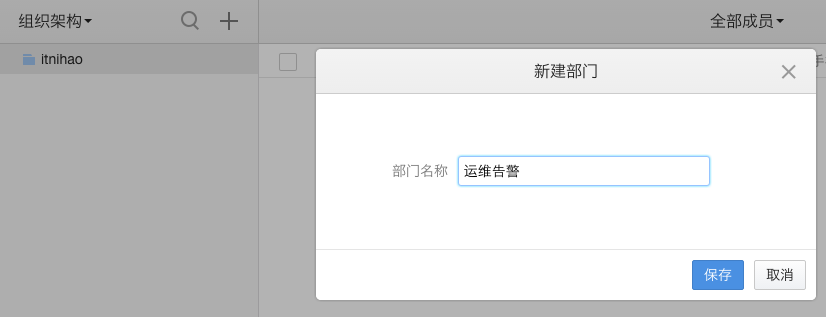 组织架构
全部成员
itnihao
手
新建部门
部门名称
运维告警
保存
取消